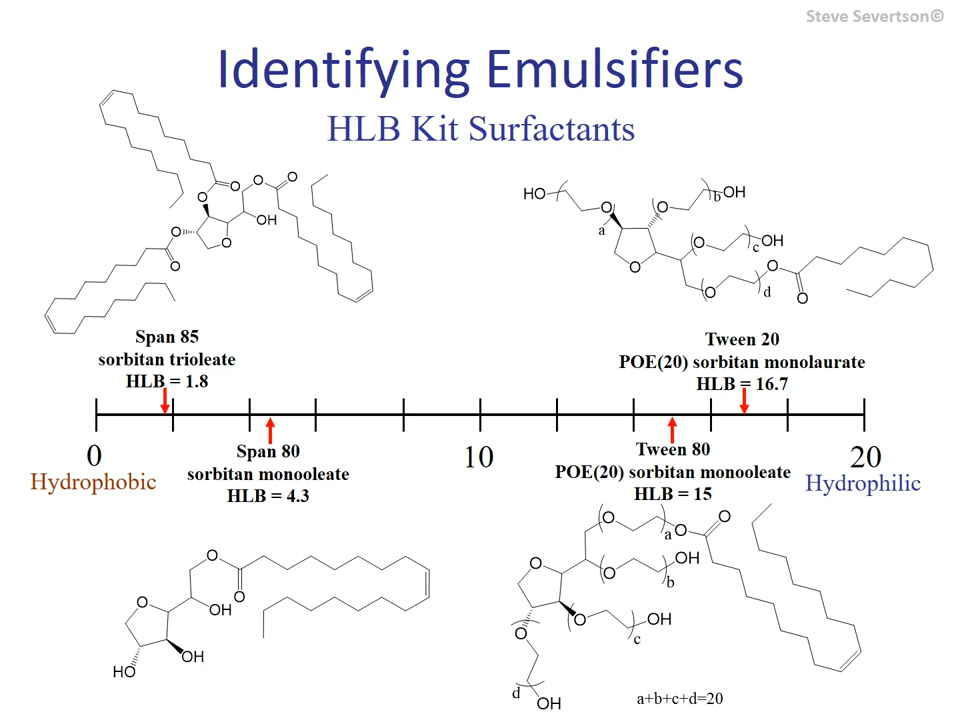 Steve Severtson©
Identifying Emulsifiers
HLB Kit Surfactants
O
O
O
O
OH
O
O
O
HO
O
a
O
b
OH
O
c
OH
O
O
d
O
O
Span 85
sorbitan trioleate
HLB = 1.8
Tween 20
POE(20) sorbitan monolaurate
HLB = 16.7
0
10
20
Hydrophobic
Hydrophilic
Span 80
sorbitan monooleate
HLB = 4.3
Tween 80
POE(20) sorbitan monooleate
HLB = 15
O
O
O
OH
OH
HO
O
a
O
O
O
O
b
OH
O
c
OH
O
d
OH
a+b+c+d=20